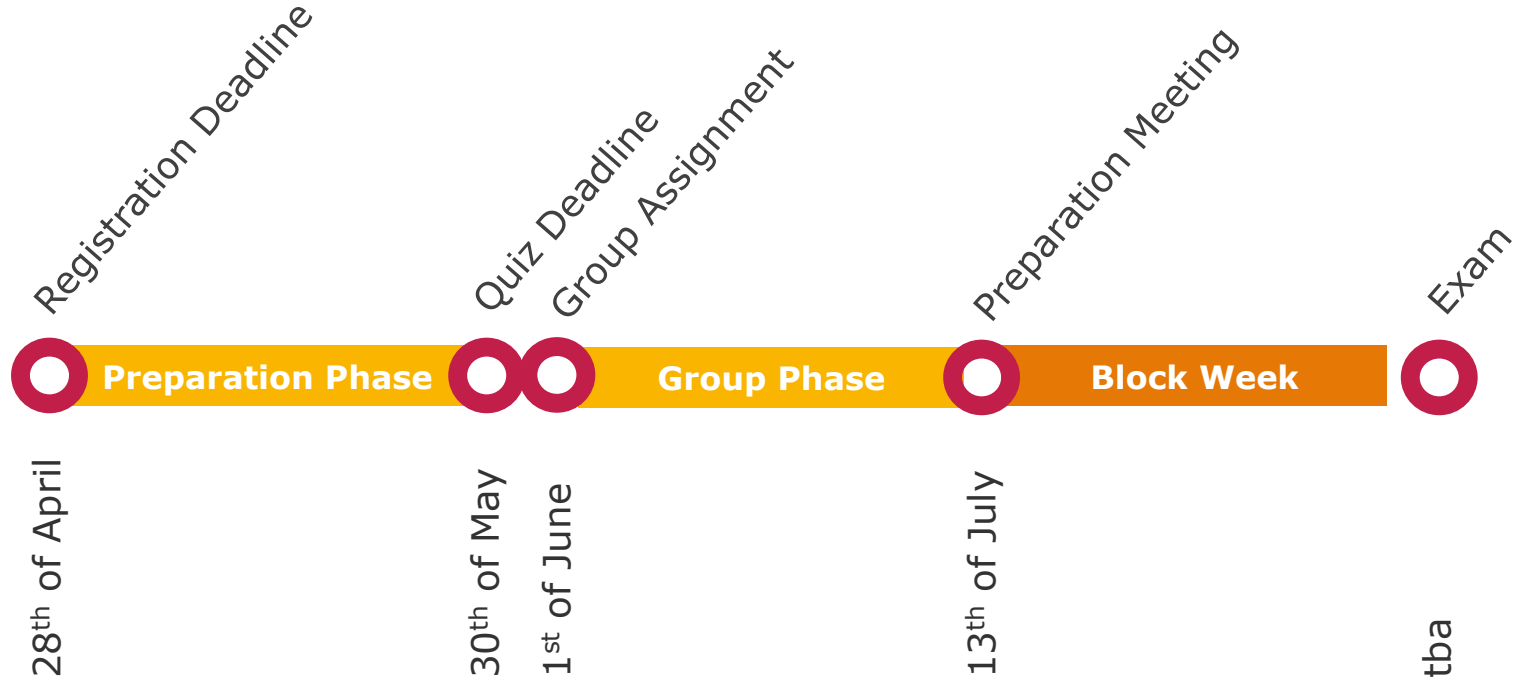 Registration Deadline
Quiz Deadline
Group Assignment
Preparation Meeting
Exam
Preparation Phase
Group Phase
Block Week
28th of April
30th of May
1st of June
13th of July
tba